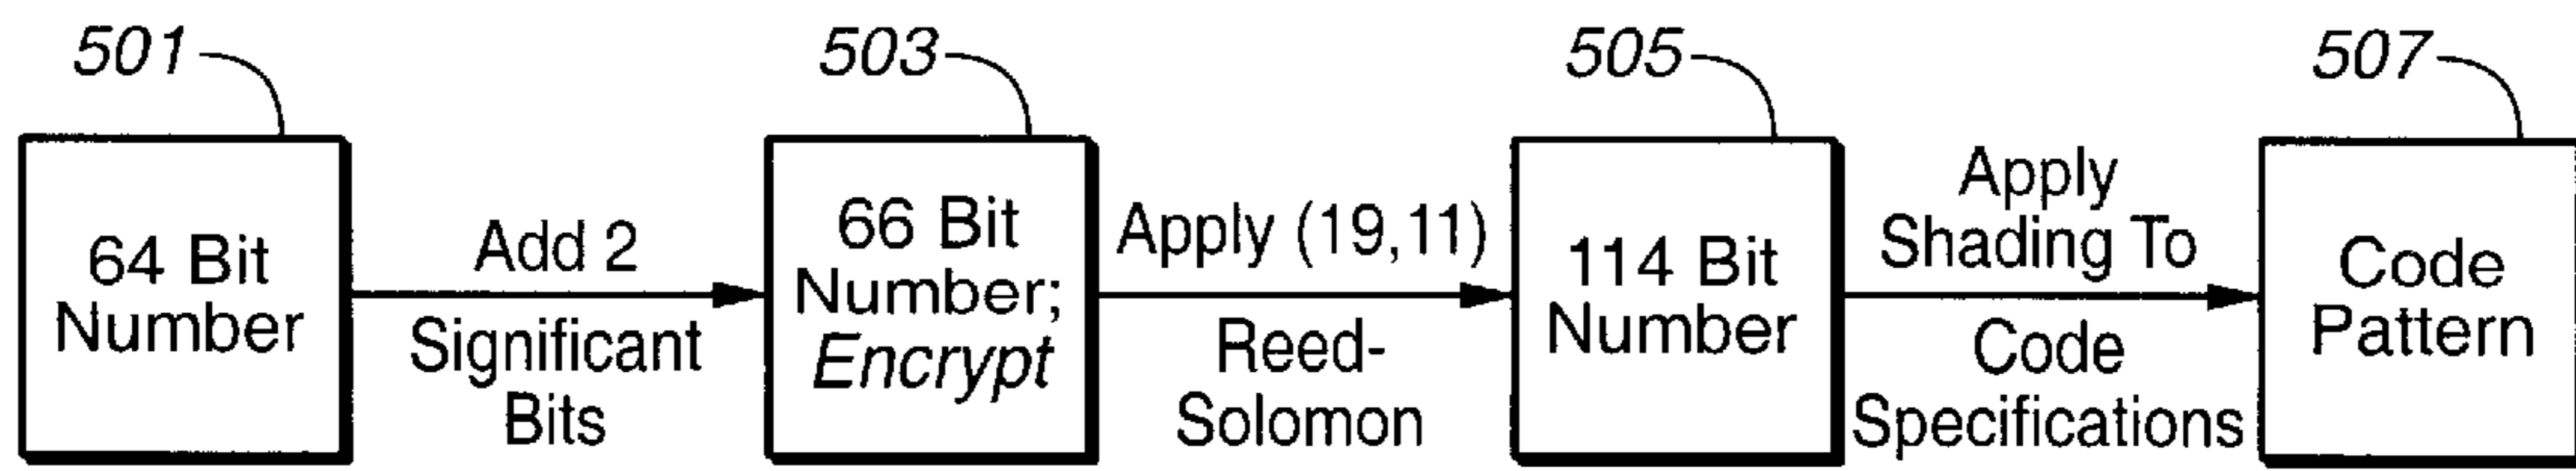 501
503
505
507
64 Bit
Number
Add 2
Significant
Bits
66 Bit
Number;
Encrypt
Apply (19,11)
Reed-
Solomon
114 Bit
Number
Apply
Shading To
Code
Specifications
Code
Pattern